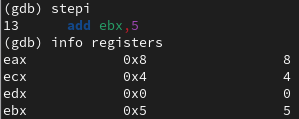 (gdb) stepi
13 add ebx,5
(gdb) info registers
eax 0x8 8
ecx 0x4 4
edx 0x0 0
ebx 0x5 5